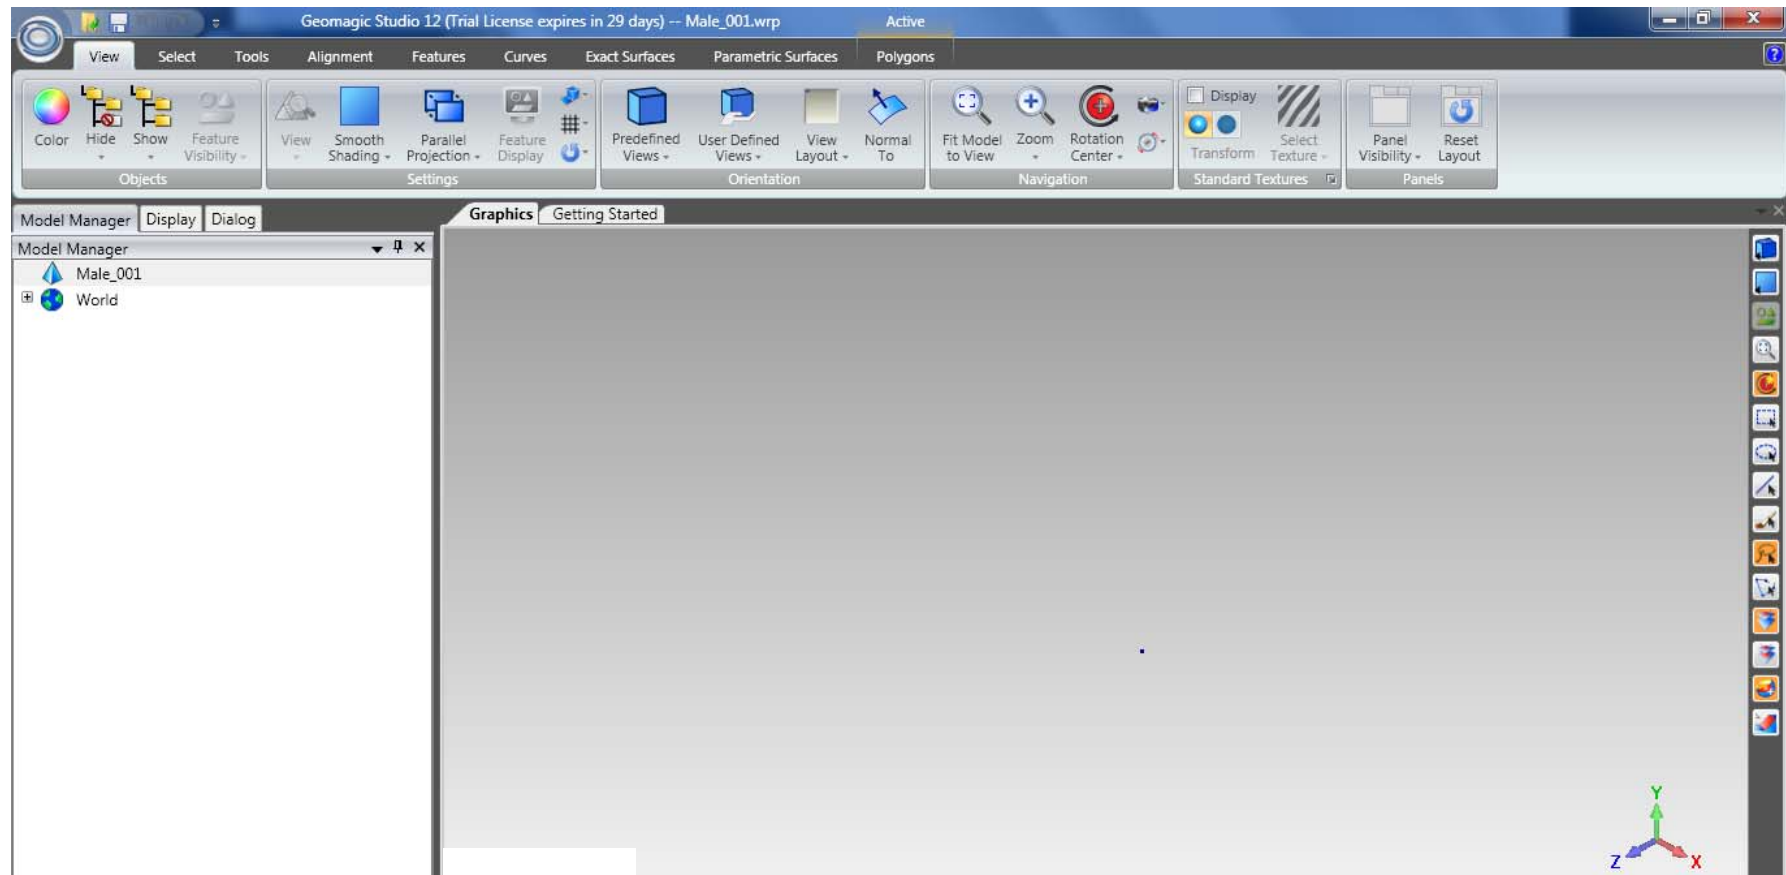 Geomagic Studio 12 (Trial License expires in 29 days) -- Male_001.wrp Active
View Select Tools Alignment Features Curves Exact Surfaces Parametric Surfaces Polygons
Color Hide Show Feature Visibility
Objects
View Smooth Shading Parallel Projection Feature Display
Settings
Predefined Views User Defined Views View Layout Normal To
Orientation
Fit Model to View Zoom Rotation Center
Navigation
Display
Transform Select Texture
Standard Textures
Panel Visibility Reset Layout
Panels
Model Manager Display Dialog
Graphics Getting Started
Model Manager
Male_001
World
Y
Z X